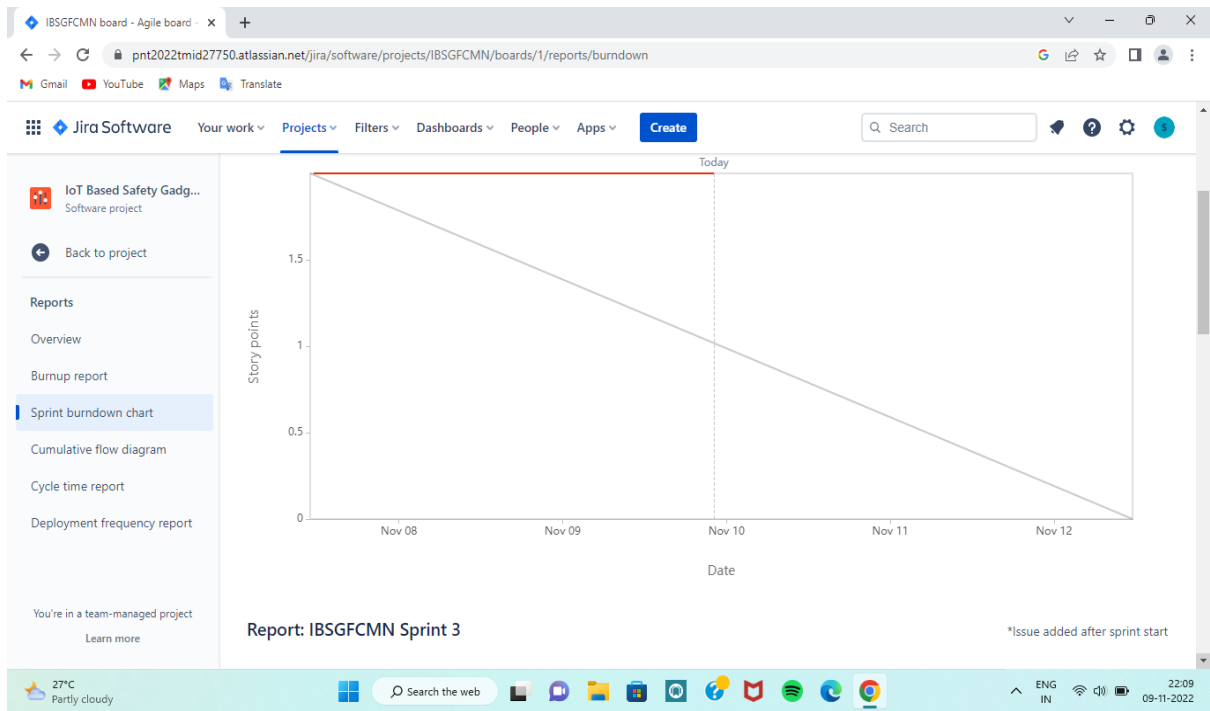 IBSGFCMN board - Agile board -
pnt2022tmid27750.atlassian.net/jira/software/projects/IBSGFCMN/boards/1/reports/burndown
Gmail YouTube Maps Translate
Jira Software Your work Projects Filters Dashboards People Apps Create Search S
IoT Based Safety Gadg...
Software project
Back to project
Reports
Overview
Burnup report
Sprint burndown chart
Cumulative flow diagram
Cycle time report
Deployment frequency report
You're in a team-managed project
Learn more
Today
Story points
1.5
1
0.5
0
Nov 08 Nov 09 Nov 10 Nov 11 Nov 12
Date
Report: IBSGFCMN Sprint 3
*Issue added after sprint start
27°C
Partly cloudy
Search the web
ENG
IN
22:09
09-11-2022